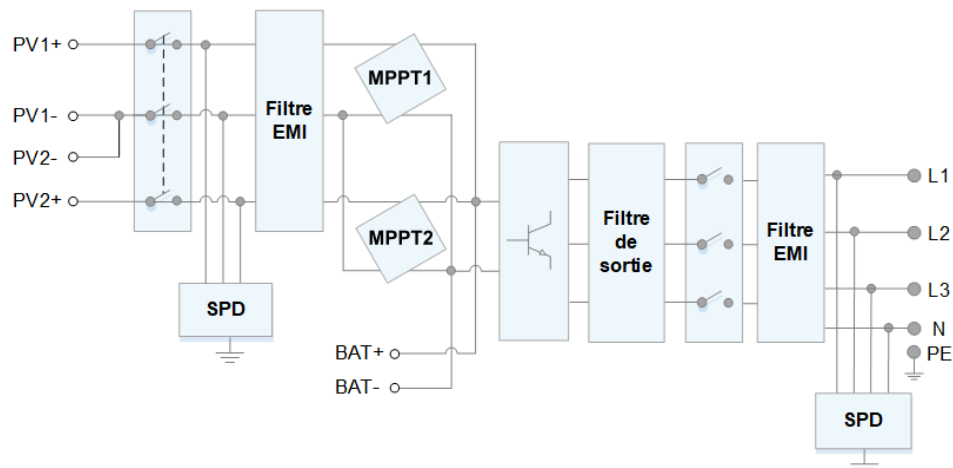 PV1+
PV1-
PV2-
PV2+
Filtre
EMI
MPPT1
MPPT2
SPD
BAT+
BAT-
Filtre
de
sortie
Filtre
EMI
L1
L2
L3
N
PE
SPD